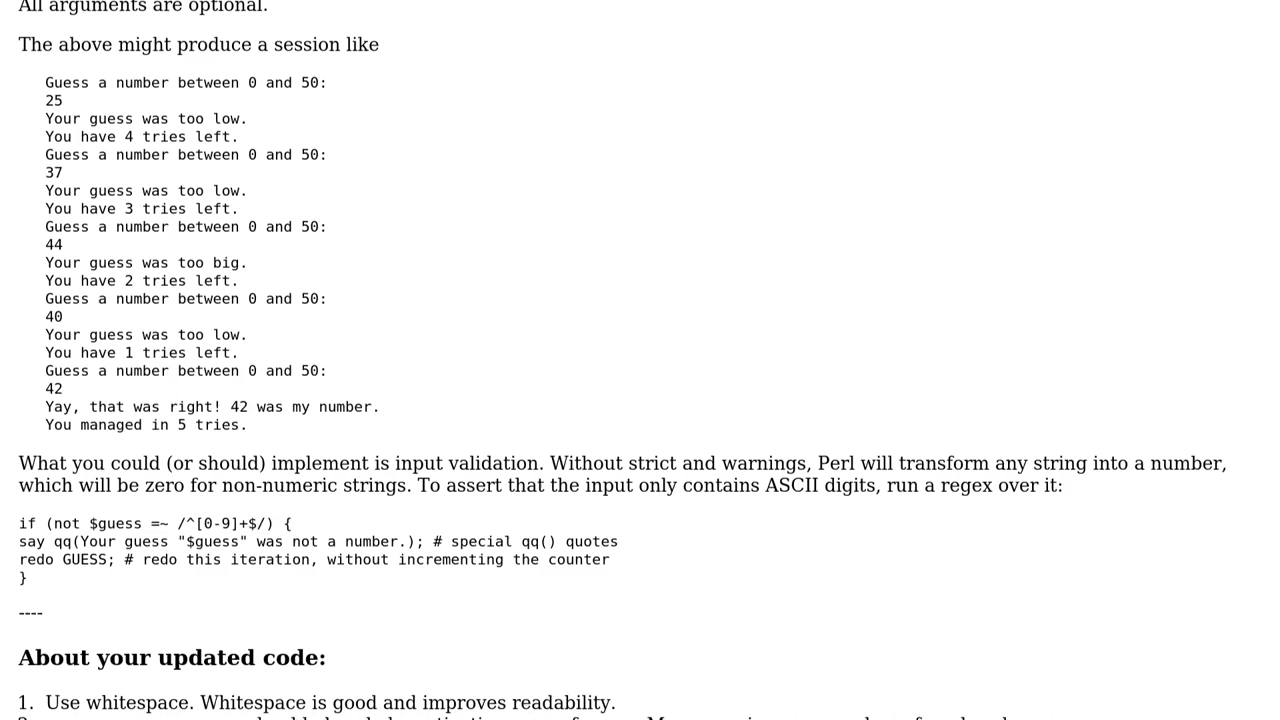 All arguments are optional.
The above might produce a session like
Guess a number between 0 and 50:
25
Your guess was too low.
You have 4 tries left.
Guess a number between 0 and 50:
37
Your guess was too low.
You have 3 tries left.
Guess a number between 0 and 50:
44
Your guess was too big.
You have 2 tries left.
Guess a number between 0 and 50:
40
Your guess was too low.
You have 1 tries left.
Guess a number between 0 and 50:
42
Yay, that was right! 42 was my number.
You managed in 5 tries.
What you could (or should) implement is input validation. Without strict and warnings, Perl will transform any string into a number,
which will be zero for non-numeric strings. To assert that the input only contains ASCII digits, run a regex over it:
if (not $guess =~ /^[0-9]+$/) {
say qq(Your guess "$guess" was not a number.); # special qq() quotes
redo GUESS; # redo this iteration, without incrementing the counter
}
----
About your updated code:
1. Use whitespace. Whitespace is good and improves readability.